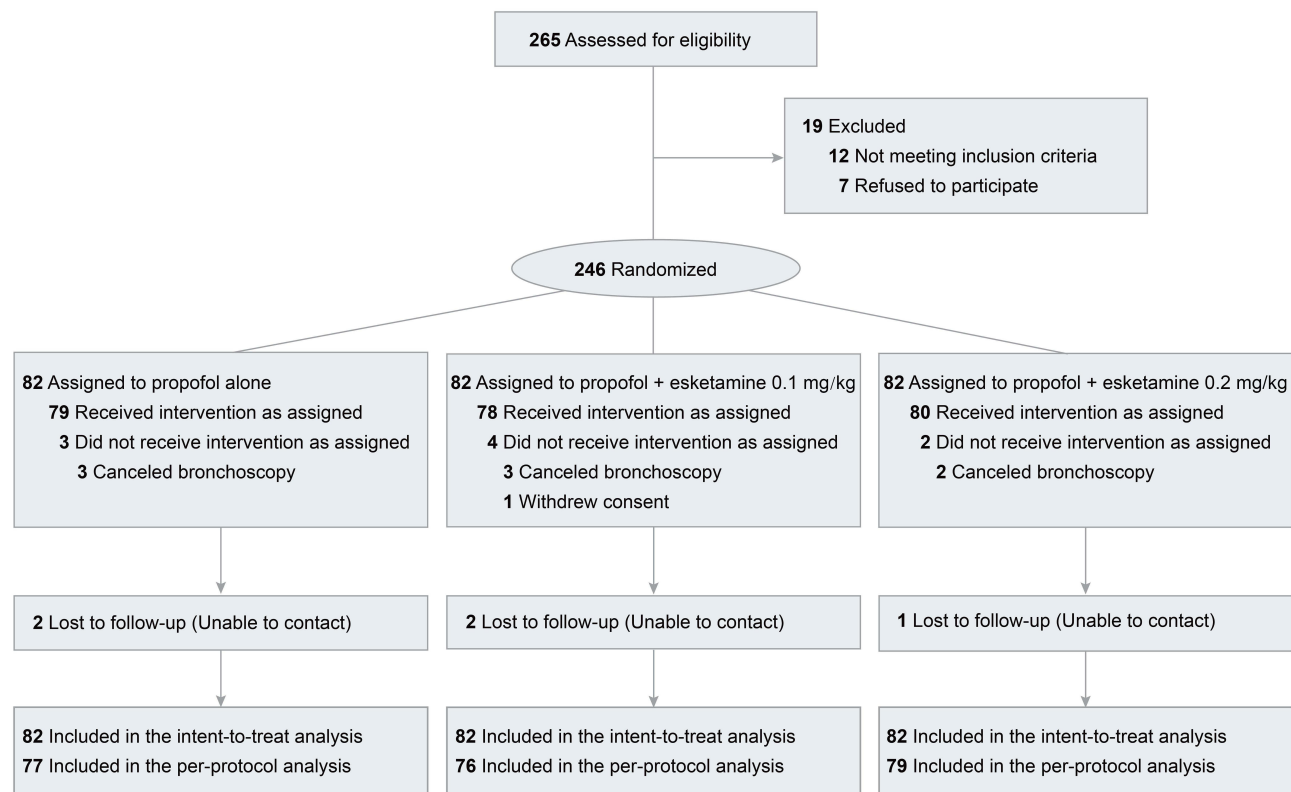 265 Assessed for eligibility
19 Excluded
12 Not meeting inclusion criteria
7 Refused to participate
246 Randomized
82 Assigned to propofol alone
79 Received intervention as assigned
3 Did not receive intervention as assigned
3 Canceled bronchoscopy
82 Assigned to propofol + esketamine 0.1 mg/kg
78 Received intervention as assigned
4 Did not receive intervention as assigned
3 Canceled bronchoscopy
1 Withdrew consent
82 Assigned to propofol + esketamine 0.2 mg/kg
80 Received intervention as assigned
2 Did not receive intervention as assigned
2 Canceled bronchoscopy
2 Lost to follow-up (Unable to contact)
2 Lost to follow-up (Unable to contact)
1 Lost to follow-up (Unable to contact)
82 Included in the intent-to-treat analysis
77 Included in the per-protocol analysis
82 Included in the intent-to-treat analysis
76 Included in the per-protocol analysis
82 Included in the intent-to-treat analysis
79 Included in the per-protocol analysis